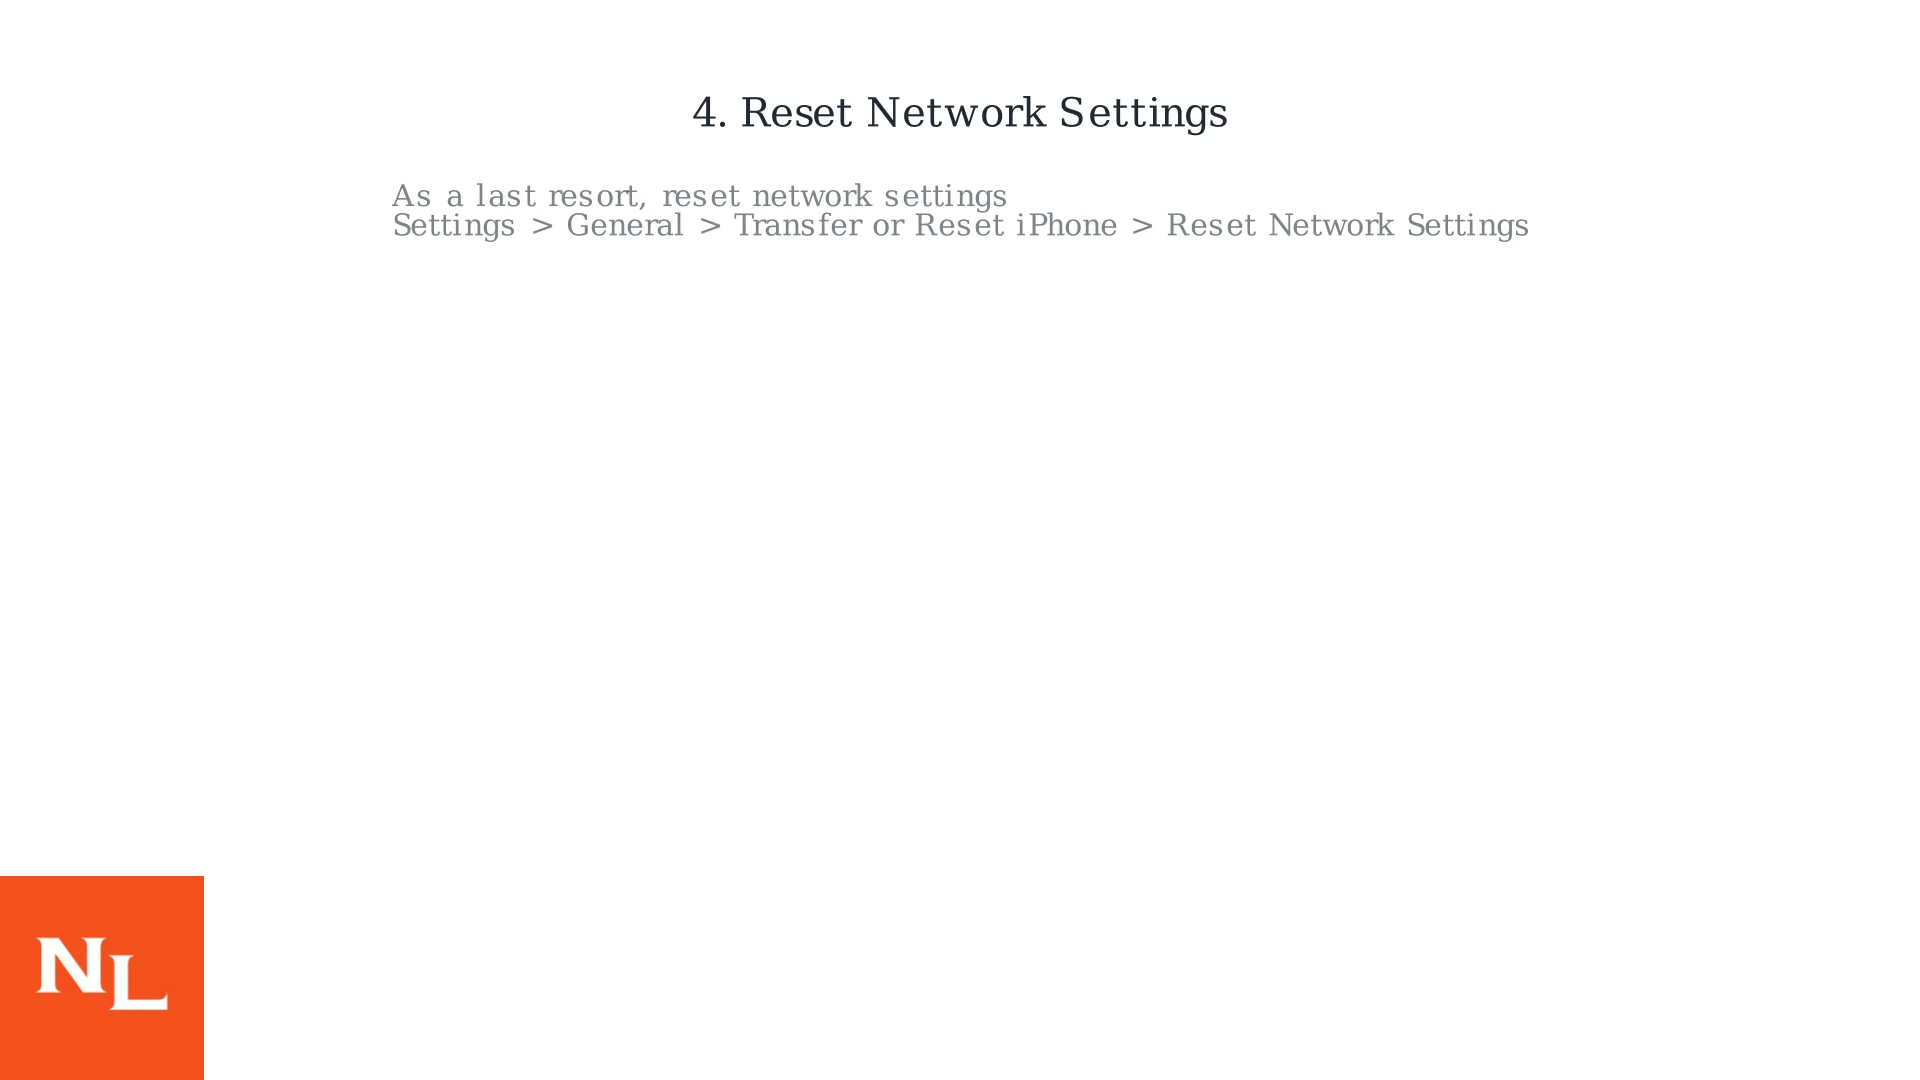 4. Reset Network Settings
As a last resort, reset network settings
Settings > General > Transfer or Reset iPhone > Reset Network Settings
NL